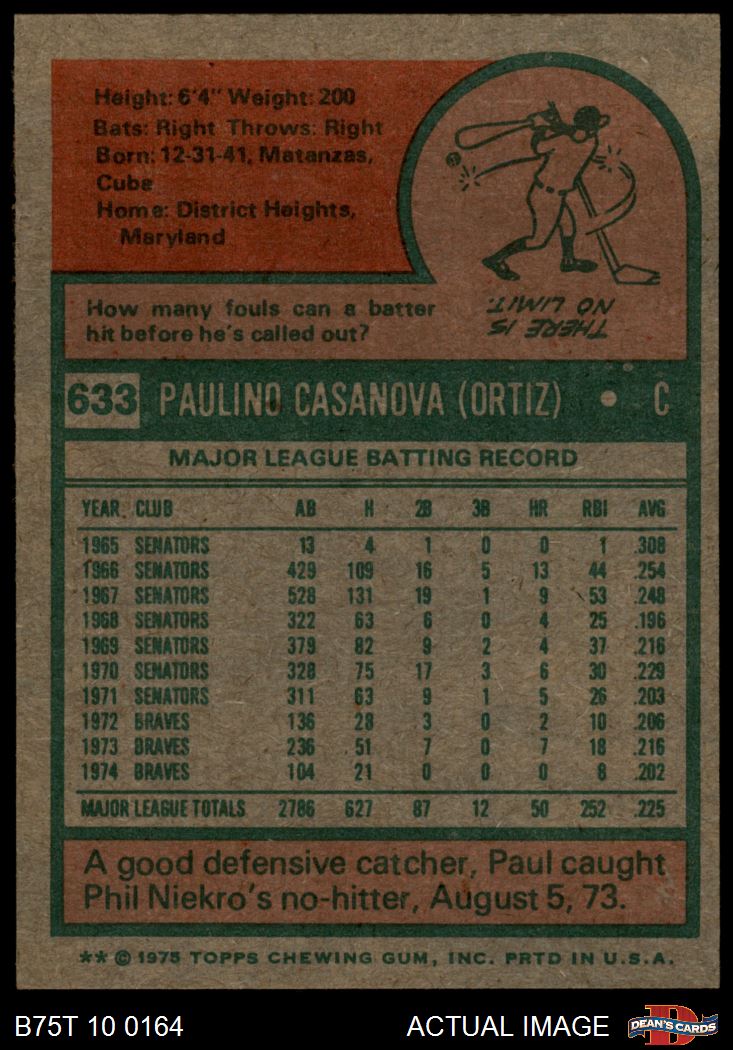 Height: 6'4" Weight: 200
Bats: Right Throws: Right
Born: 12-31-41, Matanzas,
Cuba
Home: District Heights,
Maryland
How many fouls can a batter
hit before he's called out?
THERE IS
NO LIMIT.
633 PAULINO CASANOVA (ORTIZ) • C
MAJOR LEAGUE BATTING RECORD
YEAR CLUB AB H 2B 3B HR RBI AVG
1965 SENATORS 13 4 1 0 0 1 .308
1966 SENATORS 429 109 16 5 13 44 .254
1967 SENATORS 528 131 19 1 9 53 .248
1968 SENATORS 322 63 6 0 4 25 .196
1969 SENATORS 379 82 9 2 4 37 .216
1970 SENATORS 328 75 17 3 6 30 .229
1971 SENATORS 311 63 9 1 5 26 .203
1972 BRAVES 136 28 3 0 2 10 .206
1973 BRAVES 236 51 7 0 7 18 .216
1974 BRAVES 104 21 0 0 0 8 .202
MAJOR LEAGUE TOTALS 2786 627 87 12 50 252 .225
A good defensive catcher, Paul caught
Phil Niekro's no-hitter, August 5, 73.
** © 1975 TOPPS CHEWING GUM, INC. PRTD IN U.S.A.
B75T 10 0164 ACTUAL IMAGE DEAN'S CARDS